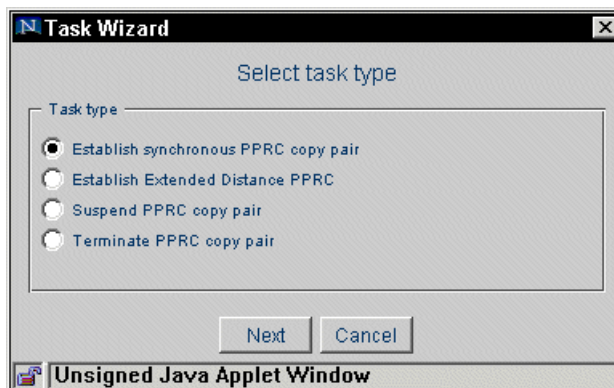 N Task Wizard
Select task type
Task type
Establish synchronous PPRC copy pair
Establish Extended Distance PPRC
Suspend PPRC copy pair
Terminate PPRC copy pair
Next Cancel
Unsigned Java Applet Window